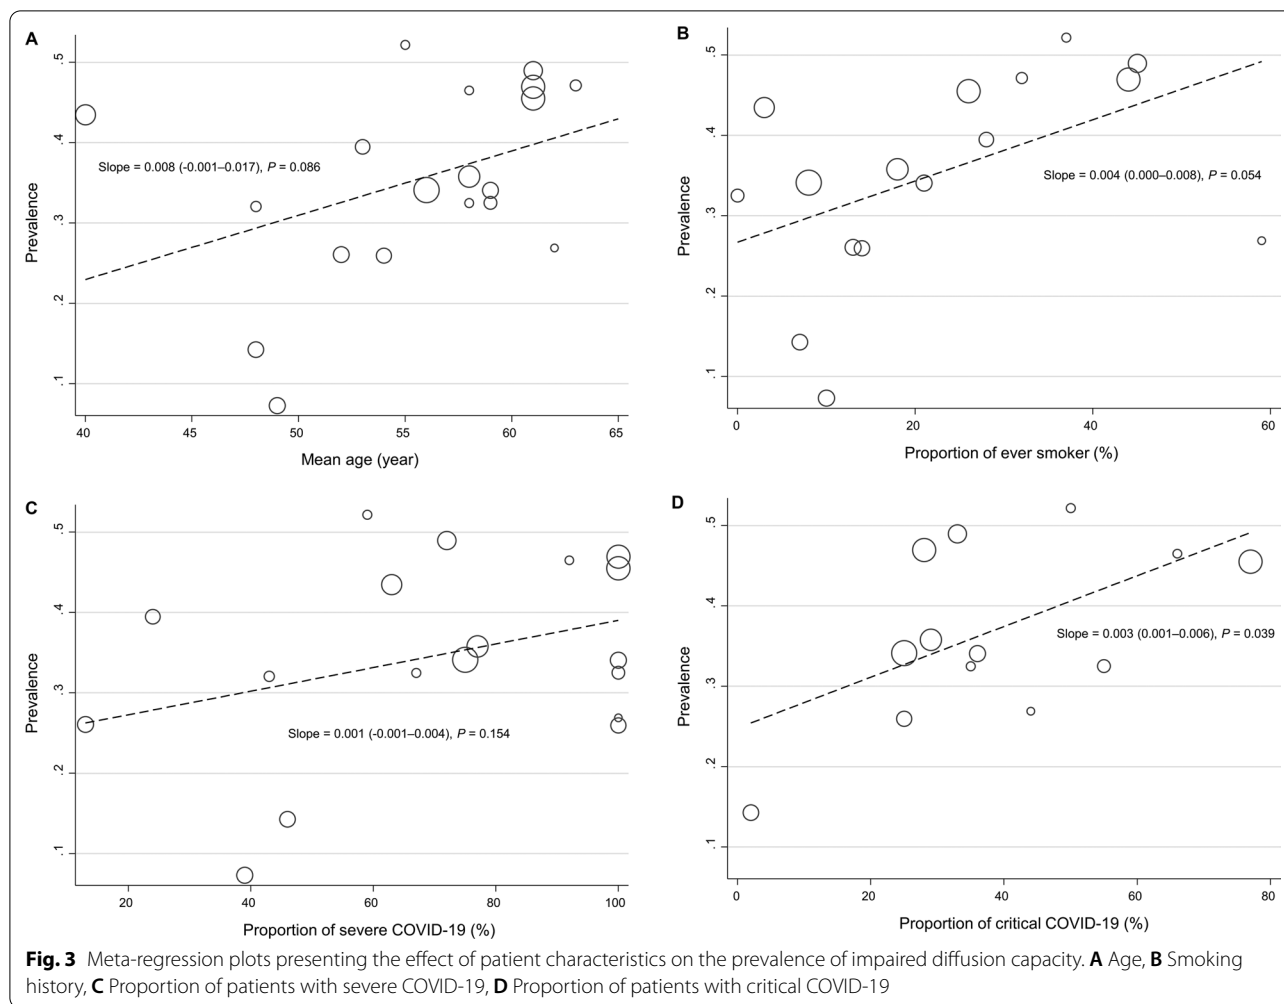 A
.5
.4
.3
.2
.1
Prevalence
Slope = 0.008 (-0.001–0.017), P = 0.086
40 45 50 55 60 65
Mean age (year)
B
.5
.4
.3
.2
.1
Prevalence
Slope = 0.004 (0.000–0.008), P = 0.054
0 20 40 60
Proportion of ever smoker (%)
C
.5
.4
.3
.2
.1
Prevalence
Slope = 0.001 (-0.001–0.004), P = 0.154
20 40 60 80 100
Proportion of severe COVID-19 (%)
D
.5
.4
.3
.2
.1
Prevalence
Slope = 0.003 (0.001–0.006), P = 0.039
0 20 40 60 80
Proportion of critical COVID-19 (%)
Fig. 3 Meta-regression plots presenting the effect of patient characteristics on the prevalence of impaired diffusion capacity. A Age, B Smoking
history, C Proportion of patients with severe COVID-19, D Proportion of patients with critical COVID-19